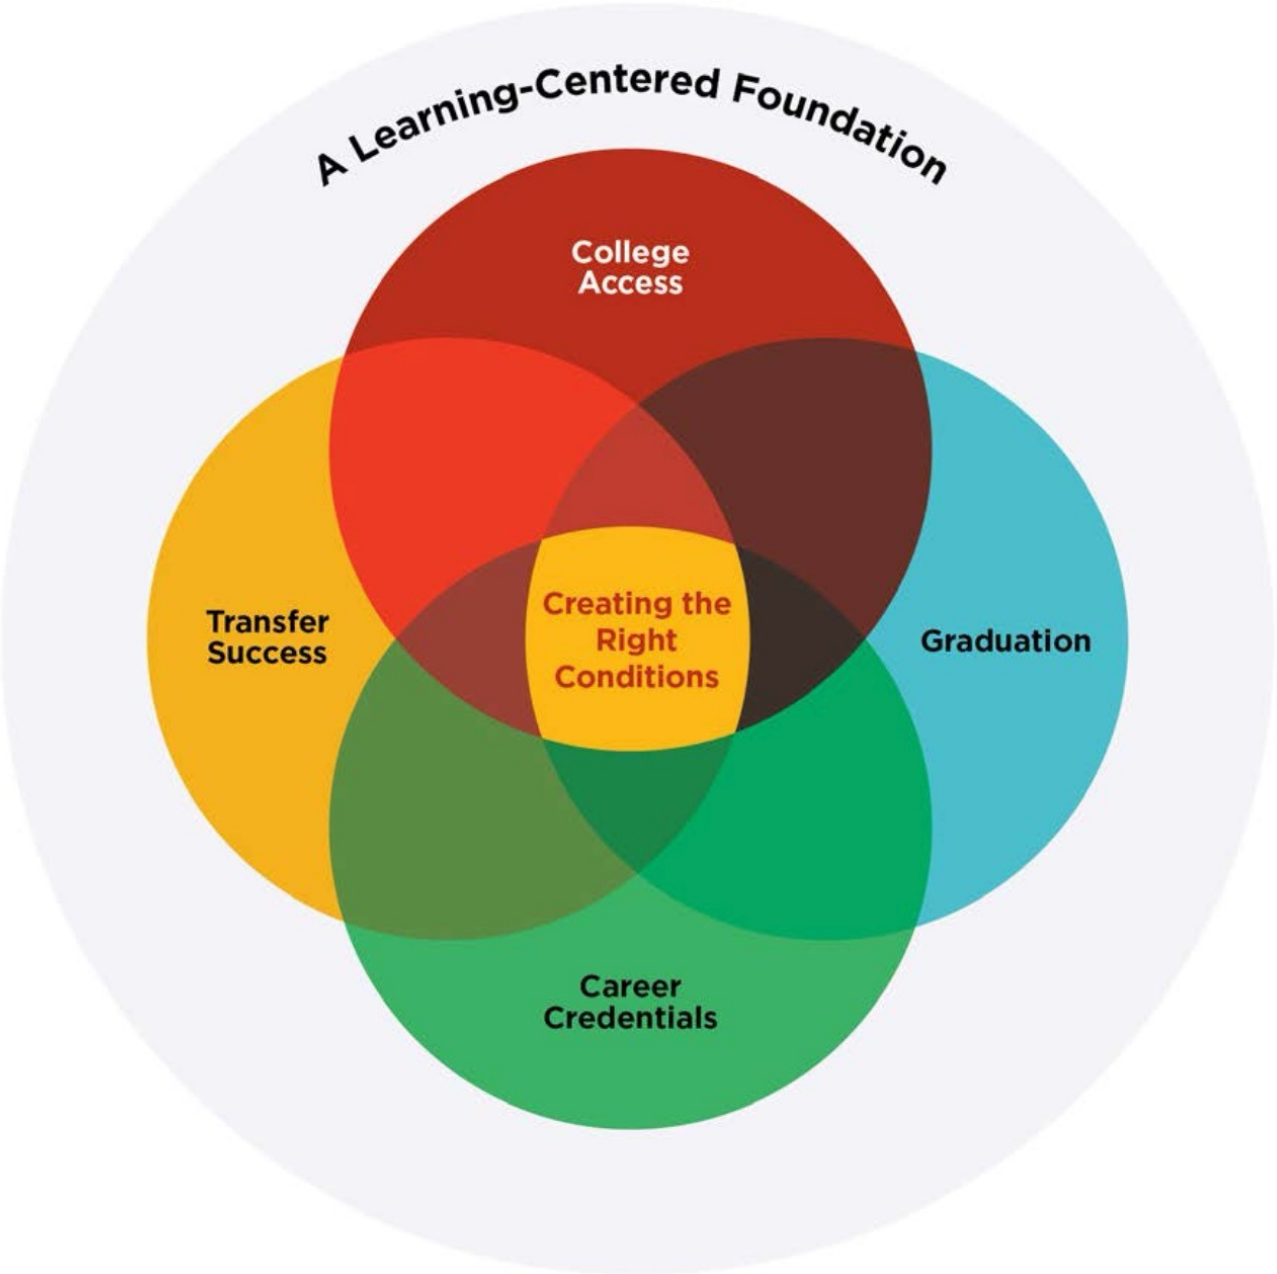 A Learning-Centered Foundation
College
Access
Transfer
Success
Creating the
Right
Conditions
Graduation
Career
Credentials